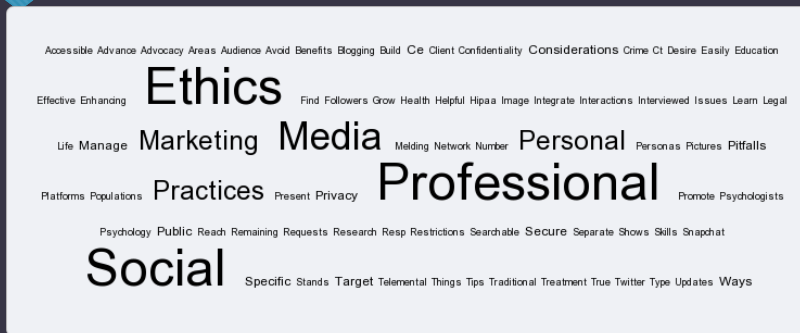 Accessible Advance Advocacy Areas Audience Avoid Benefits Blogging Build Ce Client Confidentiality Considerations Crime Ct Desire Easily Education
Effective Enhancing Ethics Find Followers Grow Health Helpful Hipaa Image Integrate Interactions Interviewed Issues Learn Legal
Life Manage Marketing Media Melding Network Number Personal Personas Pictures Pitfalls
Platforms Populations Practices Present Privacy Professional Promote Psychologists
Psychology Public Reach Remaining Requests Research Resp Restrictions Searchable Secure Separate Shows Skills Snapchat
Social Specific Stands Target Telemental Things Tips Traditional Treatment True Twitter Type Updates Ways